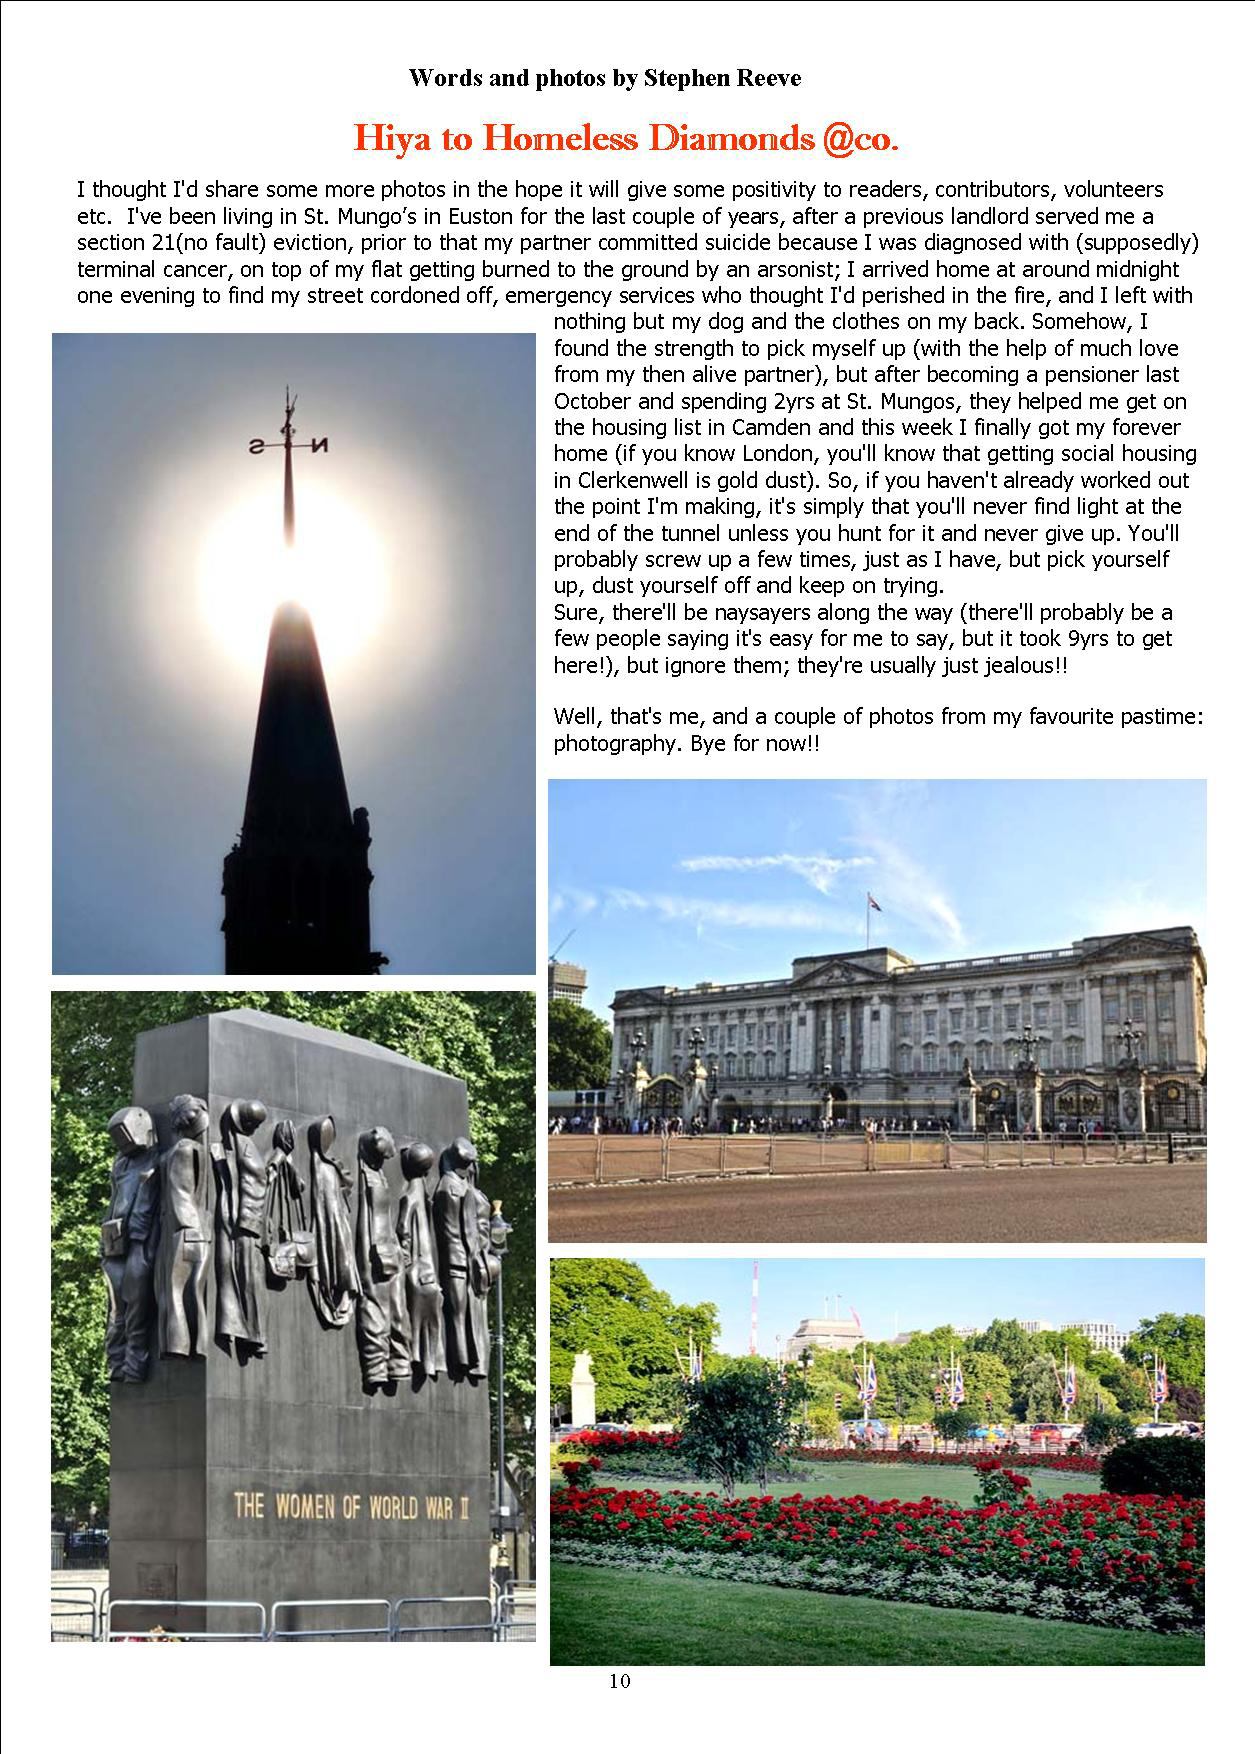 Words and photos by Stephen Reeve
Hiya to Homeless Diamonds @co.
I thought I'd share some more photos in the hope it will give some positivity to readers, contributors, volunteers
etc.  I've been living in St. Mungo’s in Euston for the last couple of years, after a previous landlord served me a
section 21(no fault) eviction, prior to that my partner committed suicide because I was diagnosed with (supposedly)
terminal cancer, on top of my flat getting burned to the ground by an arsonist; I arrived home at around midnight
one evening to find my street cordoned off, emergency services who thought I'd perished in the fire, and I left with
nothing but my dog and the clothes on my back. Somehow, I
found the strength to pick myself up (with the help of much love
from my then alive partner), but after becoming a pensioner last
October and spending 2yrs at St. Mungos, they helped me get on
the housing list in Camden and this week I finally got my forever
home (if you know London, you'll know that getting social housing
in Clerkenwell is gold dust). So, if you haven't already worked out
the point I'm making, it's simply that you'll never find light at the
end of the tunnel unless you hunt for it and never give up. You'll
probably screw up a few times, just as I have, but pick yourself
up, dust yourself off and keep on trying.
Sure, there'll be naysayers along the way (there'll probably be a
few people saying it's easy for me to say, but it took 9yrs to get
here!), but ignore them; they're usually just jealous!!
Well, that's me, and a couple of photos from my favourite pastime:
photography. Bye for now!!
S N
THE WOMEN OF WORLD WAR II
10